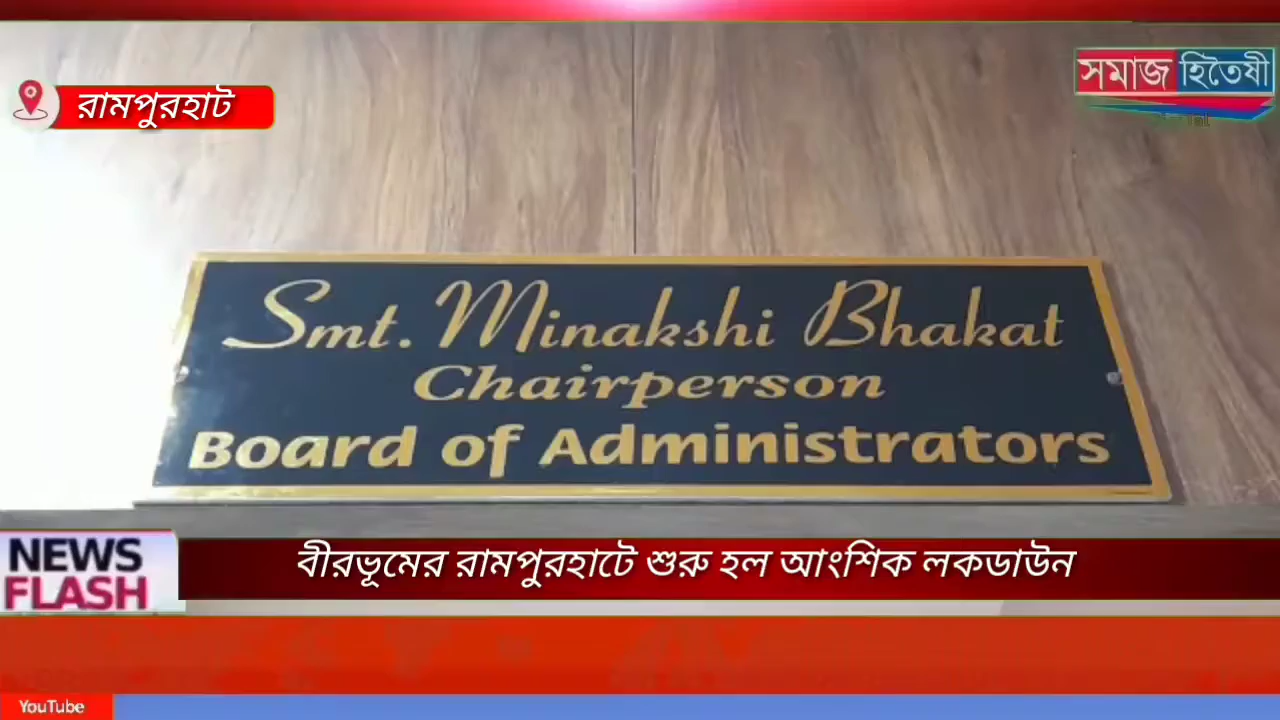 সমাজ হিতৈষী
রামপুরহাট
Smt. Minakshi Bhakat
Chairperson
Board of Administrators
NEWS
FLASH
বীরভূমের রামপুরহাটে শুরু হল আংশিক লকডাউন
YouTube